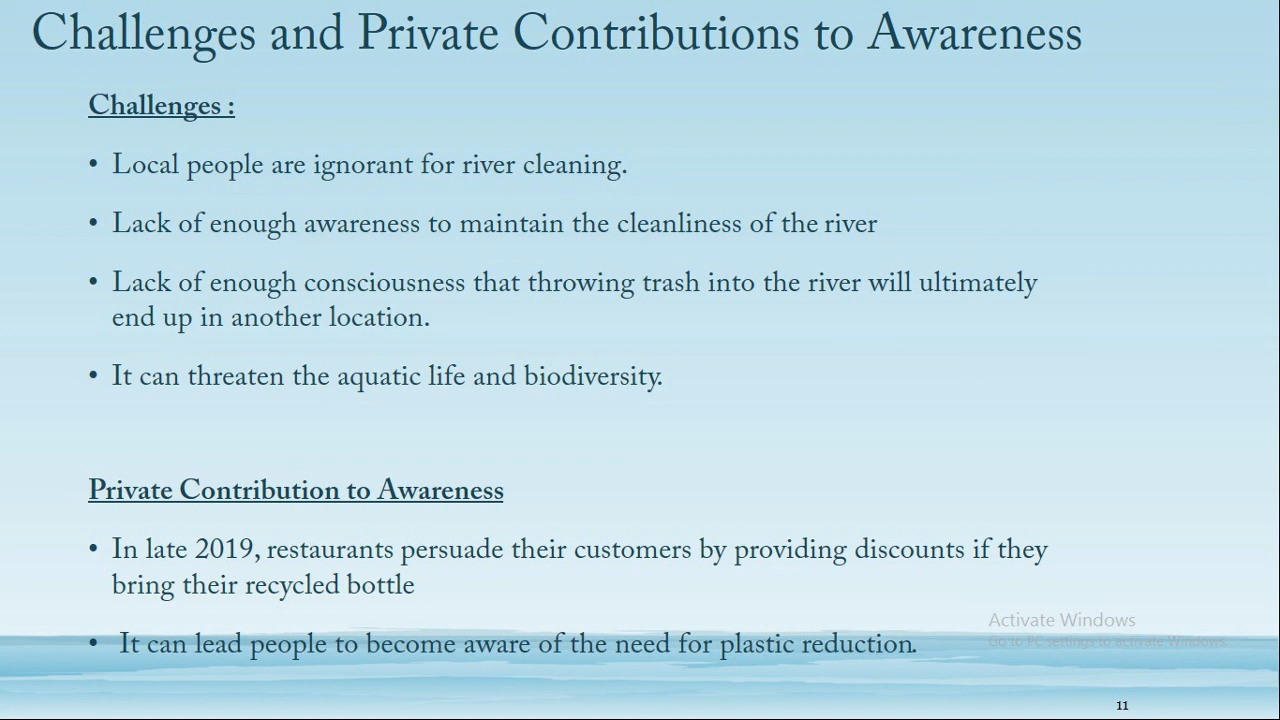 Challenges and Private Contributions to Awareness
Challenges :
• Local people are ignorant for river cleaning.
• Lack of enough awareness to maintain the cleanliness of the river
• Lack of enough consciousness that throwing trash into the river will ultimately
end up in another location.
• It can threaten the aquatic life and biodiversity.
Private Contribution to Awareness
• In late 2019, restaurants persuade their customers by providing discounts if they
bring their recycled bottle
• It can lead people to become aware of the need for plastic reduction.
Activate Windows
Go to PC settings to activate Windows.
11